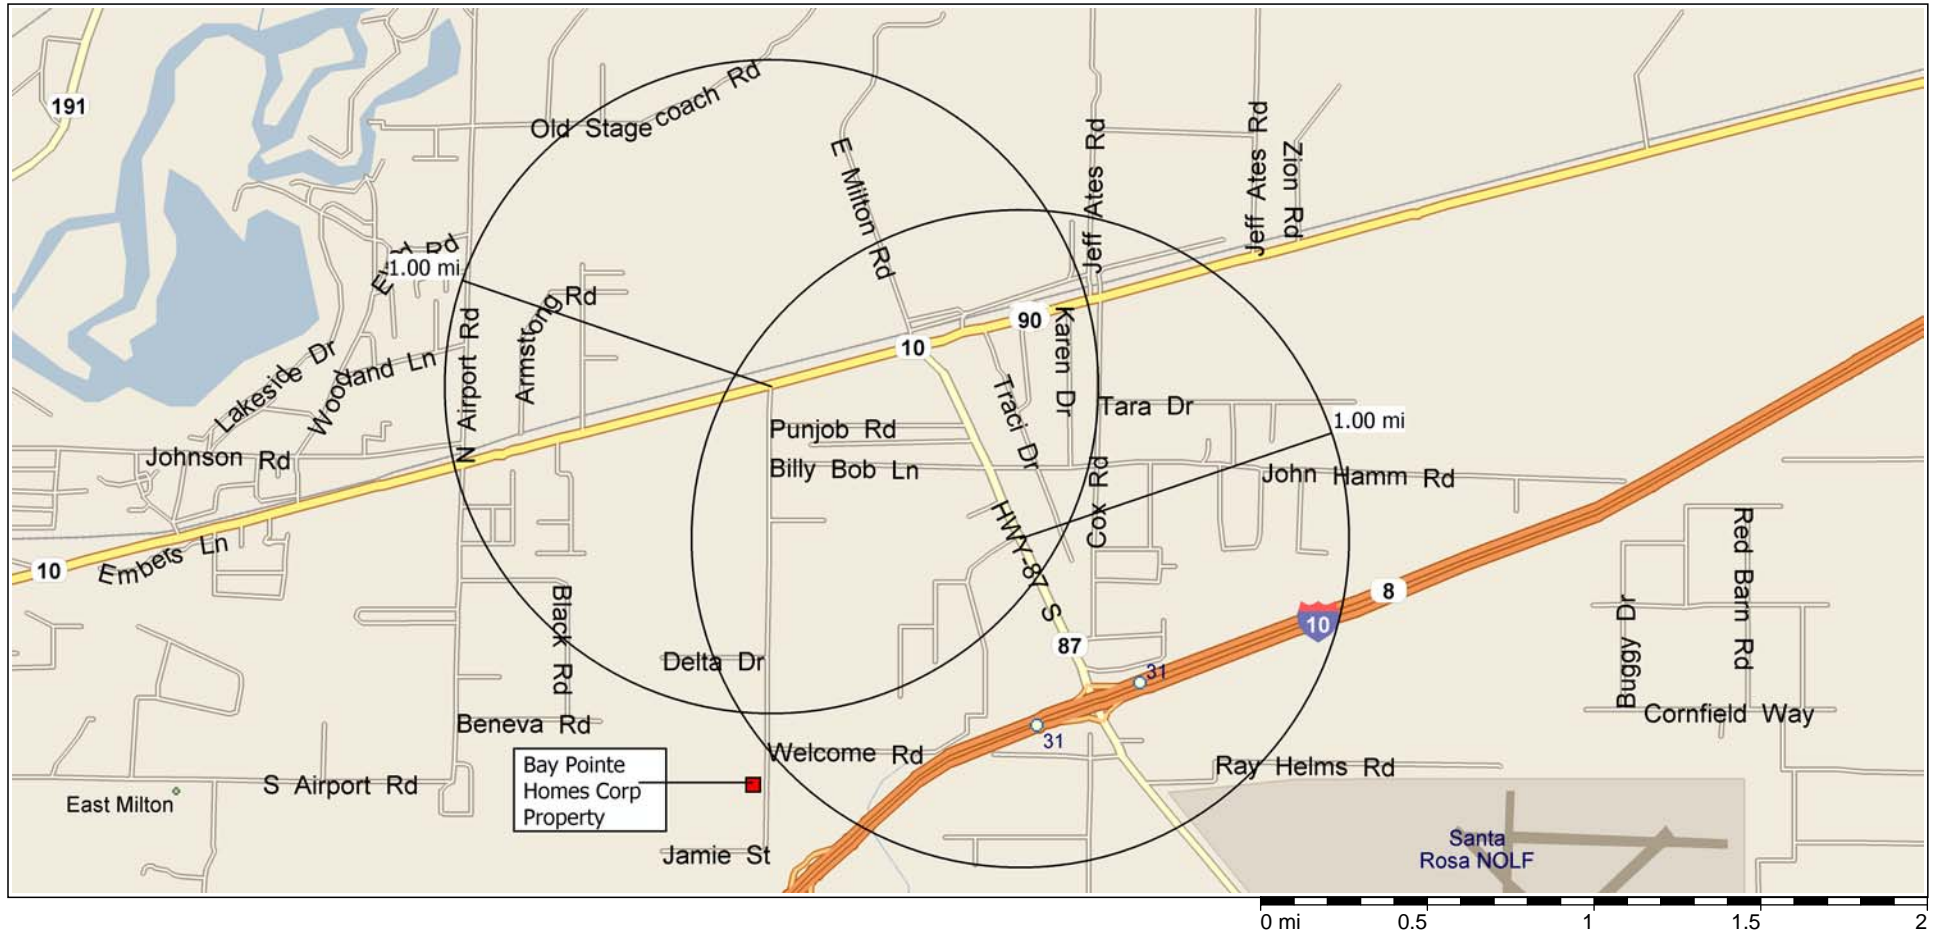 191
Old Stage coach Rd
E Milton Rd
Jeff Ates Rd
Jeff Ates Rd
Zion Rd
Rd
1.00 mi
Armstrong Rd
N Airport Rd
90
10
Karen Dr
Lakeside Dr
Woodland Ln
Traci Dr
Tara Dr
1.00 mi
Punjob Rd
Johnson Rd
Billy Bob Ln
John Hamm Rd
Cox Rd
HWY-87 S
Embers Ln
10
Black Rd
8
10
Red Barn Rd
Buggy Dr
87
Delta Dr
31
Beneva Rd
Cornfield Way
31
Welcome Rd
Bay Pointe
Homes Corp
Property
Ray Helms Rd
S Airport Rd
East Milton
Jamie St
Santa
Rosa NOLF
0 mi 0.5 1 1.5 2